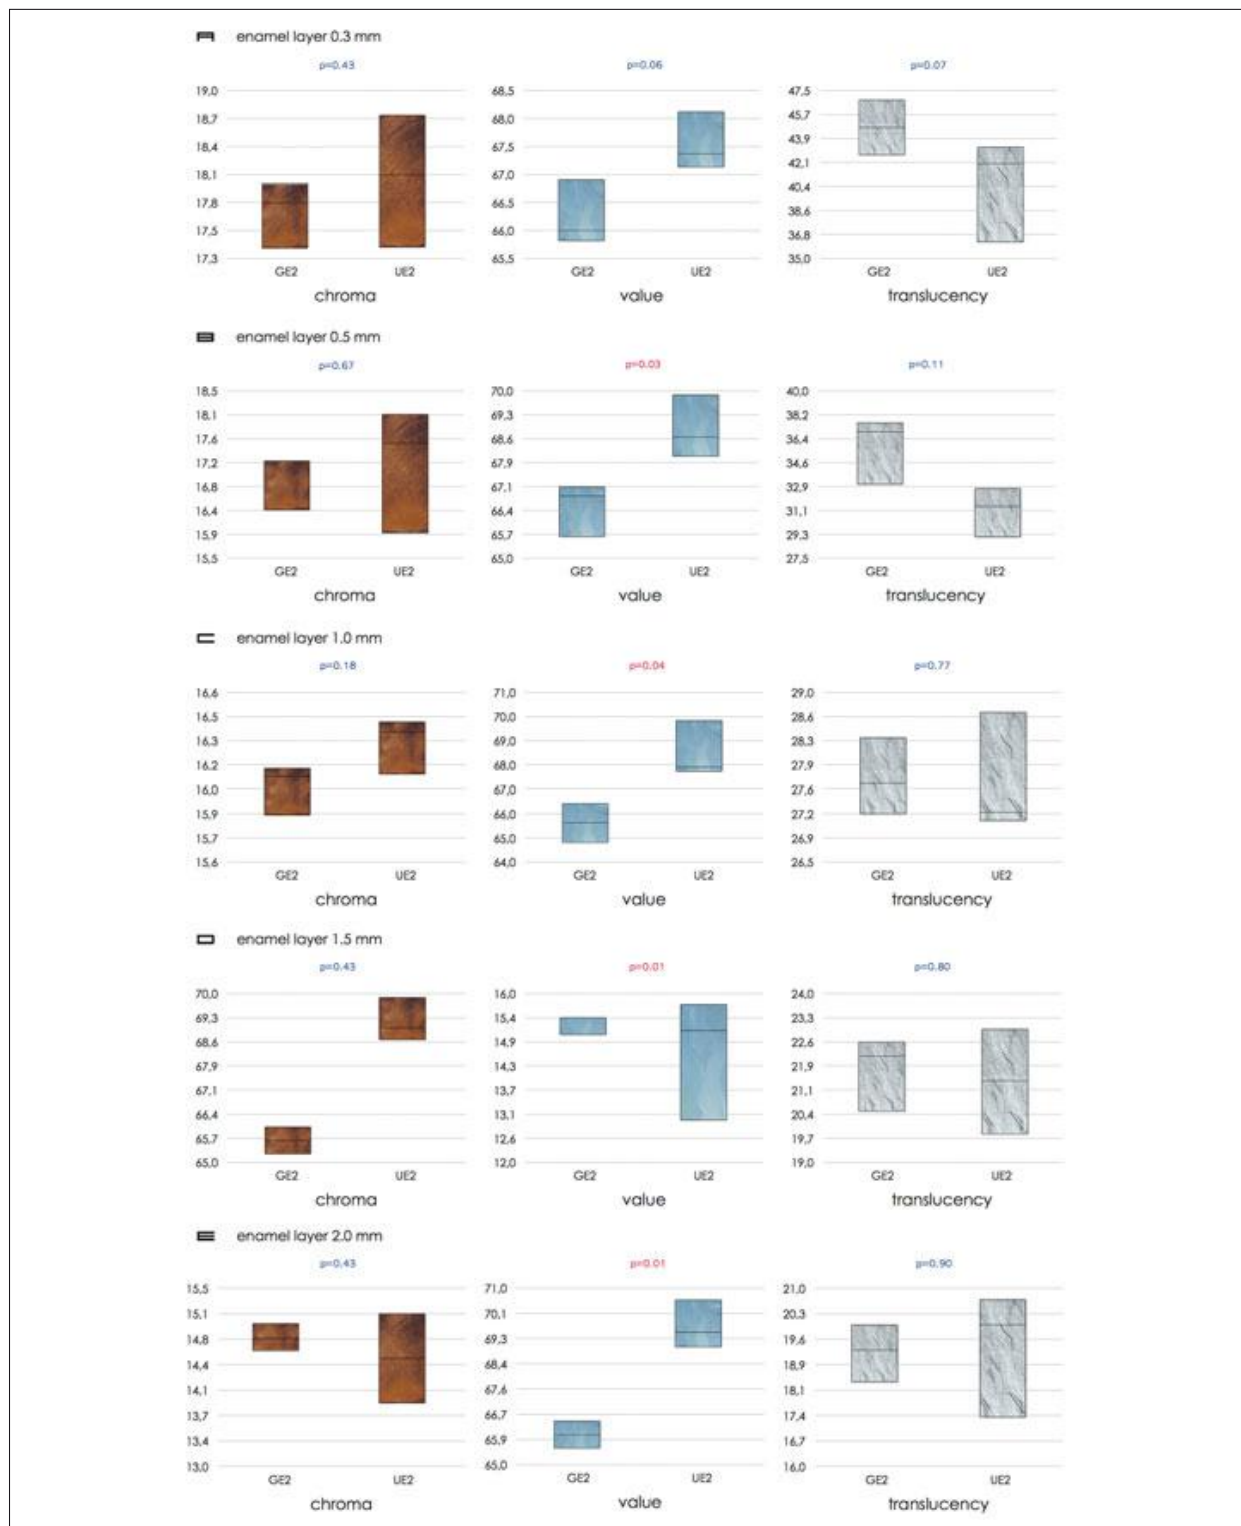 A enamel layer 0.3 mm
p=0.43 p=0.06 p=0.07
19,0 68,5 47,5
18,7 68,0 45,7
18,4 67,5 43,9
18,1 67,0 42,1
17,8 66,5 40,4
17,5 66,0 38,6
17,3 65,5 36,8
35,0
GE2 UE2 GE2 UE2 GE2 UE2
chroma value translucency
B enamel layer 0.5 mm
p=0.67 p=0.03 p=0.11
18,5 70,0 40,0
18,1 69,3 38,2
17,6 68,6 36,4
17,2 67,9 34,6
16,8 67,1 32,9
16,4 66,4 31,1
15,9 65,7 29,3
15,5 65,0 27,5
GE2 UE2 GE2 UE2 GE2 UE2
chroma value translucency
C enamel layer 1.0 mm
p=0.18 p=0.04 p=0.77
16,6 71,0 29,0
16,5 70,0 28,6
16,3 69,0 28,3
16,2 68,0 27,9
16,0 67,0 27,6
15,9 66,0 27,2
15,7 65,0 26,9
15,6 64,0 26,5
GE2 UE2 GE2 UE2 GE2 UE2
chroma value translucency
D enamel layer 1.5 mm
p=0.43 p=0.01 p=0.80
70,0 16,0 24,0
69,3 15,4 23,3
68,6 14,9 22,6
67,9 14,3 21,9
67,1 13,7 21,1
66,4 13,1 20,4
65,7 12,6 19,7
65,0 12,0 19,0
GE2 UE2 GE2 UE2 GE2 UE2
chroma value translucency
E enamel layer 2.0 mm
p=0.43 p=0.01 p=0.90
15,5 71,0 21,0
15,1 70,1 20,3
14,8 69,3 19,6
14,4 68,4 18,9
14,1 67,6 18,1
13,7 66,7 17,4
13,4 65,9 16,7
13,0 65,0 16,0
GE2 UE2 GE2 UE2 GE2 UE2
chroma value translucency